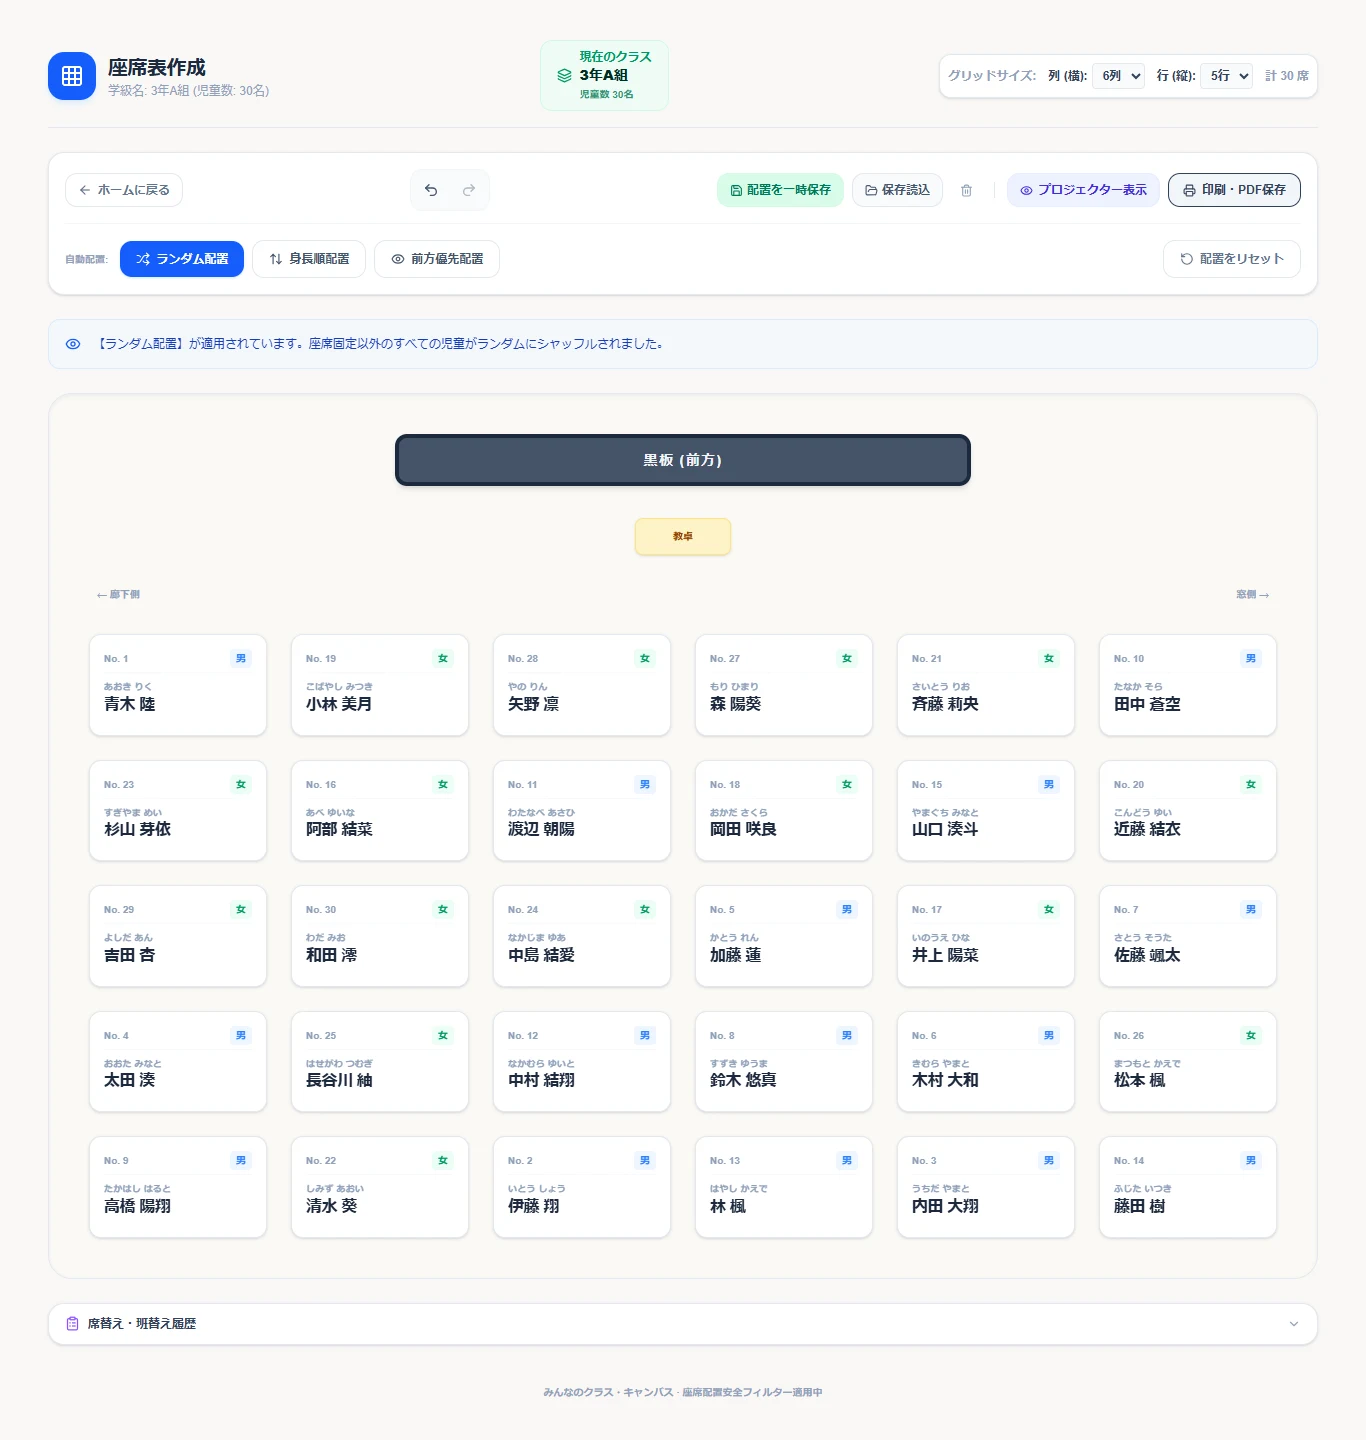 座席表作成
学級名: 3年A組 (児童数: 30名)
現在のクラス
3年A組
児童数 30名
グリッドサイズ: 列 (横): 6列 行 (縦): 5行 計 30 席
ホームに戻る
配置を一時保存 保存読込 プロジェクター表示 印刷・PDF保存
自動配置: ランダム配置 身長順配置 前方優先配置 配置をリセット
【ランダム配置】が適用されています。座席固定以外のすべての児童がランダムにシャッフルされました。
黒板 (前方)
教卓
← 廊下側 窓側 →
No. 1 男 No. 19 女 No. 28 女 No. 27 女 No. 21 女 No. 10 男
あおき りく こばやし みつき やの りん もり ひまり さいとう りお たなか そら
青木 陸 小林 美月 矢野 凛 森 陽葵 斉藤 莉央 田中 蒼空
No. 23 女 No. 16 女 No. 11 男 No. 18 女 No. 15 男 No. 20 女
すぎやま めい あべ ゆいな わたなべ あさひ おかだ さくら やまぐち みなと こんどう ゆい
杉山 芽依 阿部 結菜 渡辺 朝陽 岡田 咲良 山口 湊斗 近藤 結衣
No. 29 女 No. 30 女 No. 24 女 No. 5 男 No. 17 女 No. 7 男
よしだ あん わだ みお なかじま ゆあ かとう れん いのうえ ひな さとう そうた
吉田 杏 和田 澪 中島 結愛 加藤 蓮 井上 陽菜 佐藤 颯太
No. 4 男 No. 25 女 No. 12 男 No. 8 男 No. 6 男 No. 26 女
おおた みなと はせがわ つむぎ なかむら ゆいと すずき ゆうま きむら やまと まつもと かえで
太田 湊 長谷川 紬 中村 結翔 鈴木 悠真 木村 大和 松本 楓
No. 9 男 No. 22 女 No. 2 男 No. 13 男 No. 3 男 No. 14 男
たかはし はると しみず あおい いとう しょう はやし かえで うちだ やまと ふじた いつき
高橋 陽翔 清水 葵 伊藤 翔 林 楓 内田 大翔 藤田 樹
席替え・班替え履歴
みんなのクラス・キャンバス · 座席配置安全フィルター適用中